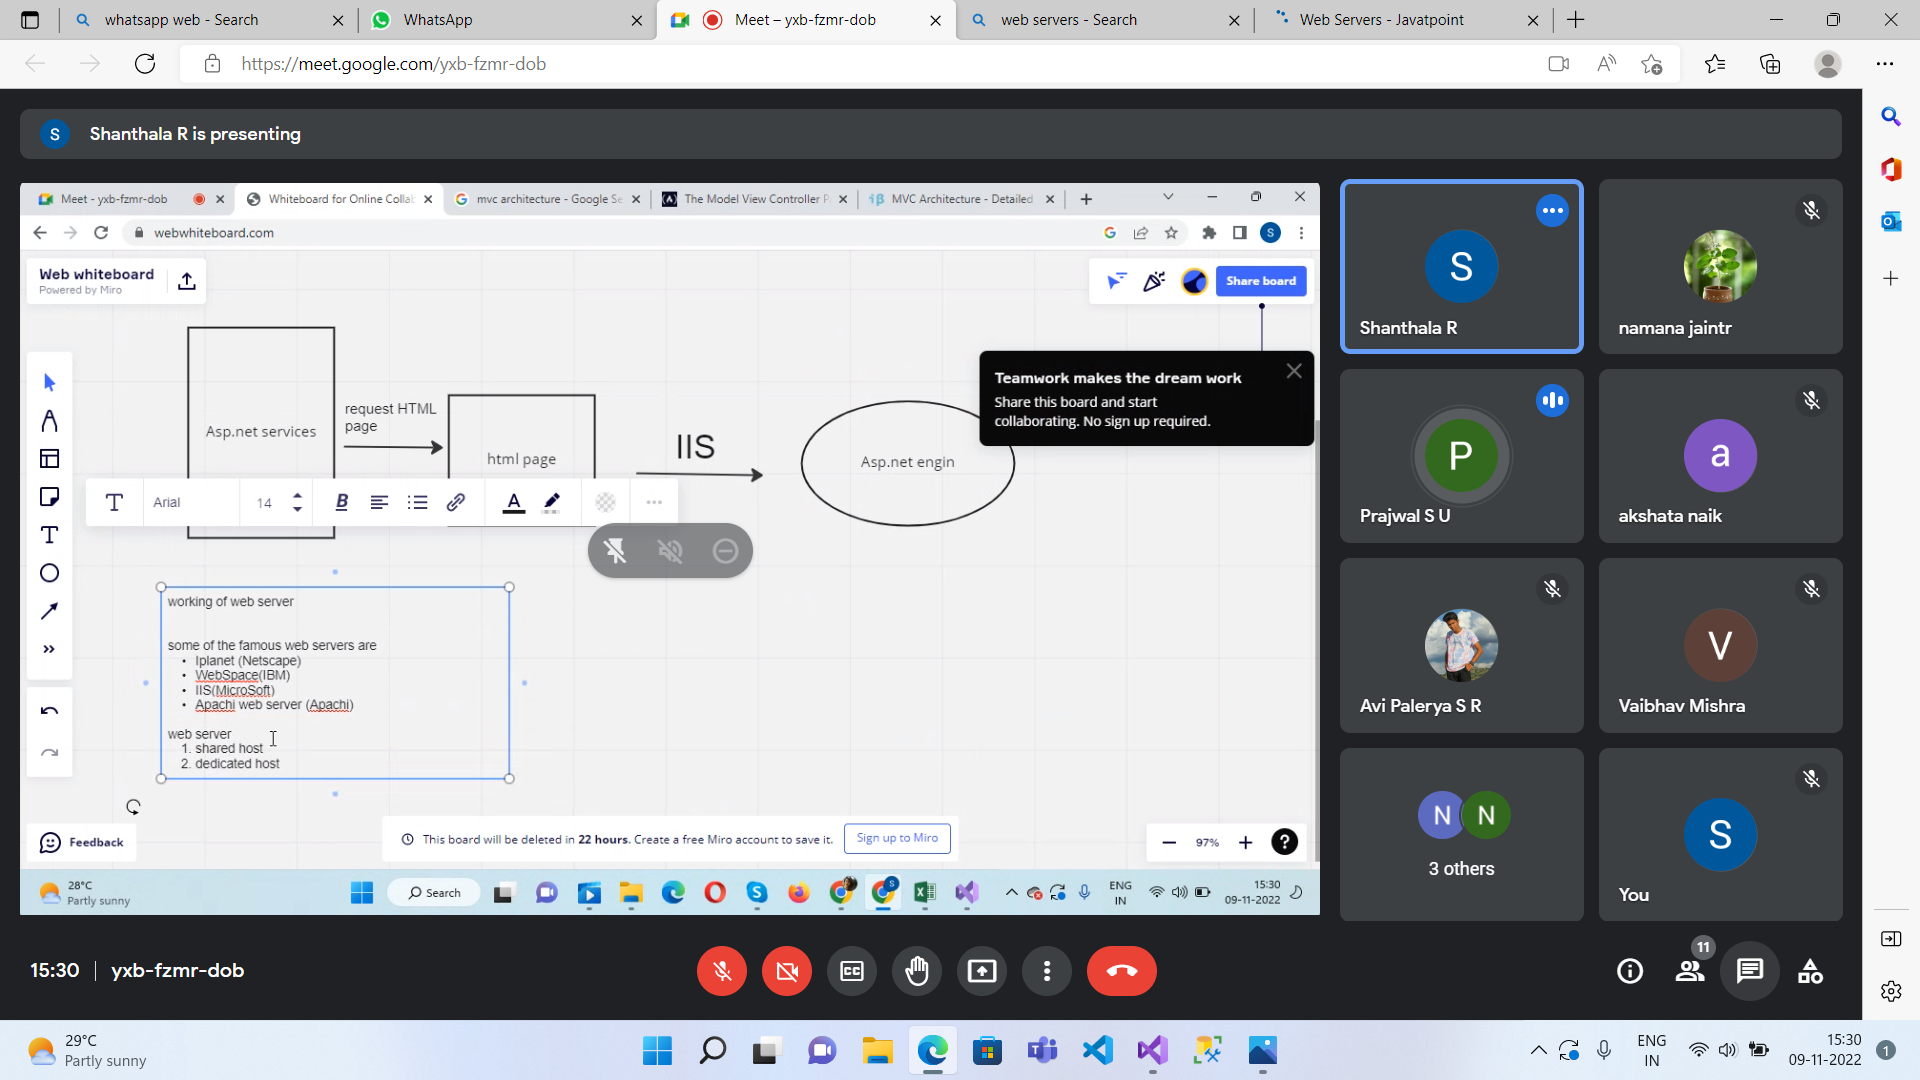 whatsapp web - Search
WhatsApp
Meet – yxb-fzmr-dob
web servers - Search
Web Servers - Javatpoint
https://meet.google.com/yxb-fzmr-dob
S
Shanthala R is presenting
Meet - yxb-fzmr-dob
Whiteboard for Online Colla
mvc architecture - Google Se
The Model View Controller P
MVC Architecture - Detailed
webwhiteboard.com
S
Web whiteboard
Powered by Miro
Share board
Teamwork makes the dream work
Share this board and start
collaborating. No sign up required.
Asp.net services
request HTML
page
html page
IIS
Asp.net engin
Arial
14
working of web server
some of the famous web servers are
• Iplanet (Netscape)
• WebSpace(IBM)
• IIS(MicroSoft)
• Apachi web server (Apachi)
web server
1. shared host
2. dedicated host
Feedback
This board will be deleted in 22 hours. Create a free Miro account to save it.
Sign up to Miro
97%
28°C
Partly sunny
Search
ENG
IN
15:30
09-11-2022
S
Shanthala R
namana jaintr
P
Prajwal S U
a
akshata naik
Avi Palerya S R
V
Vaibhav Mishra
N
N
3 others
S
You
15:30
yxb-fzmr-dob
CC
11
29°C
Partly sunny
ENG
IN
15:30
09-11-2022
1